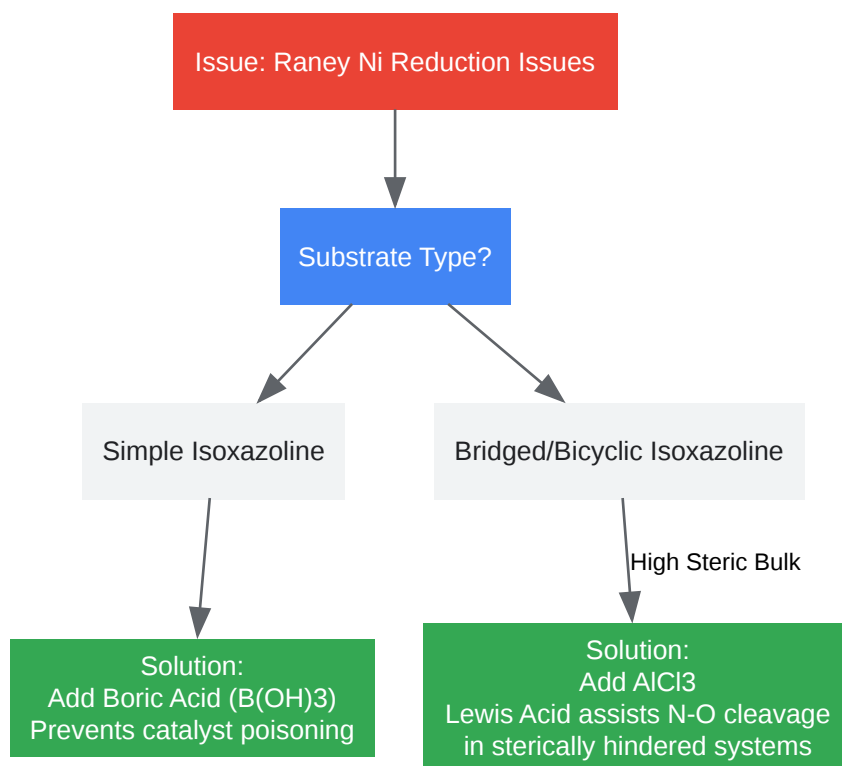 Issue: Raney Ni Reduction Issues
Substrate Type?
Simple Isoxazoline
Bridged/Bicyclic Isoxazoline
High Steric Bulk
Solution:
Add Boric Acid (B(OH)3)
Prevents catalyst poisoning
Solution:
Add AlCl3
Lewis Acid assists N-O cleavage
in sterically hindered systems